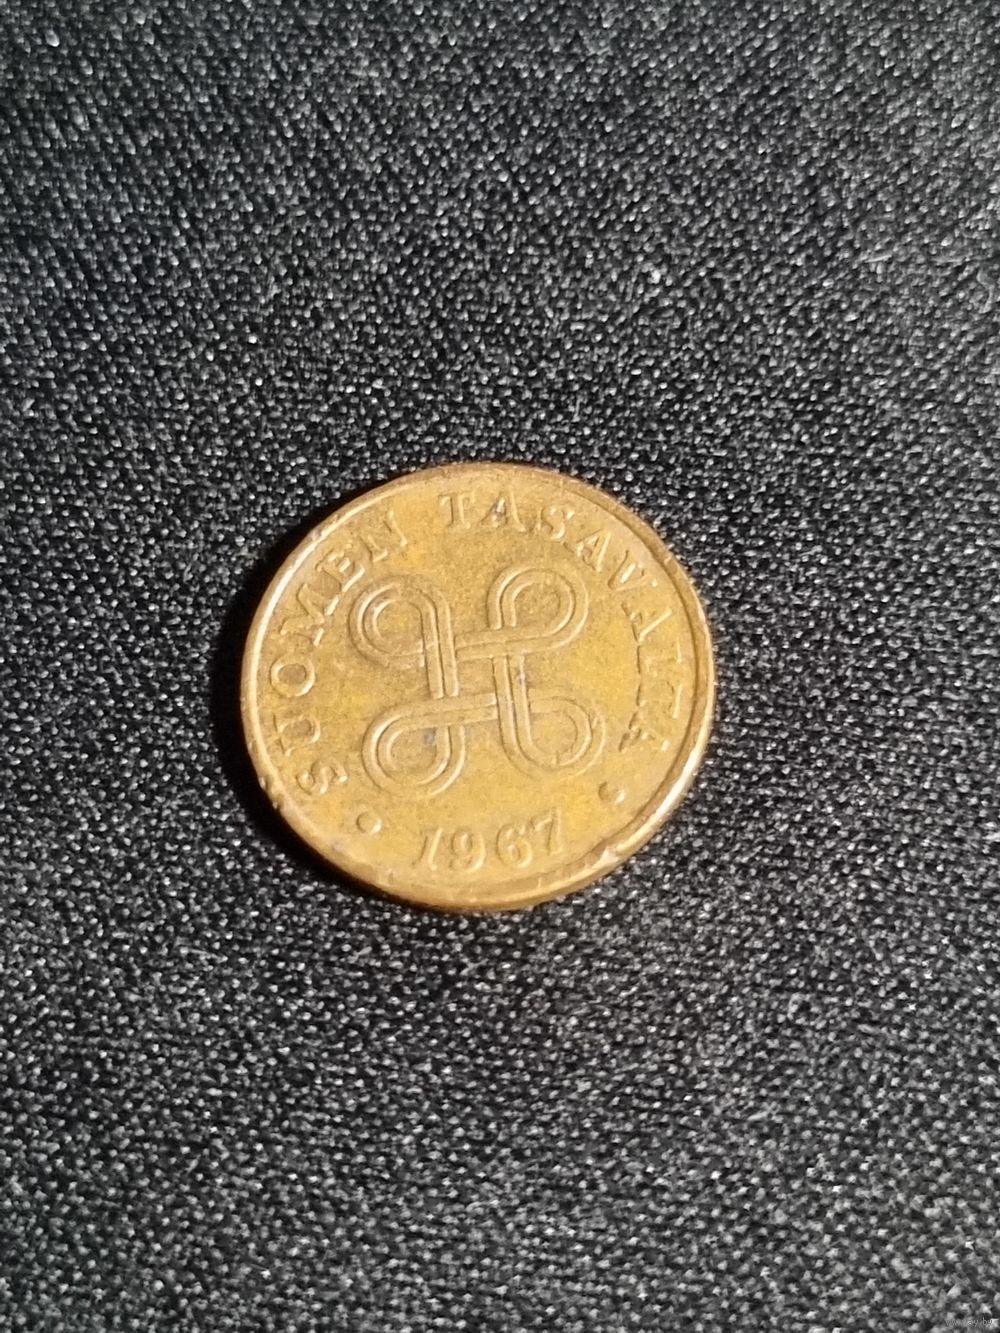 SUOMEN TASAVALTA
• 1967 •